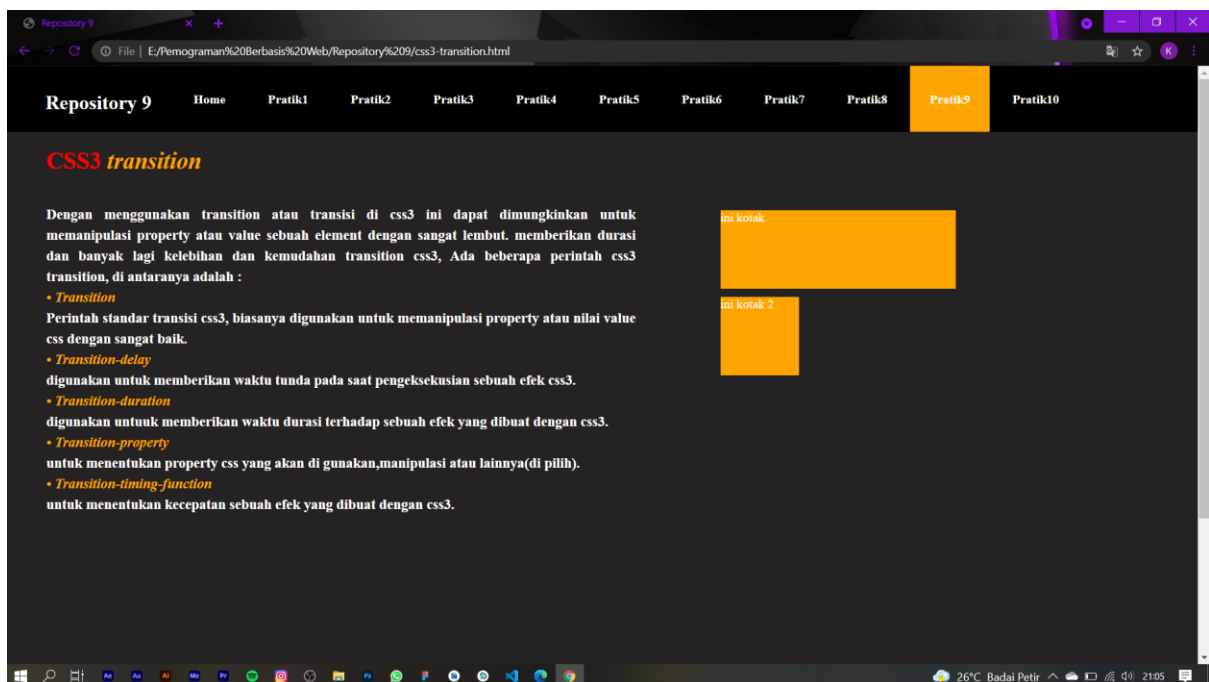 Repository 9
File | E:/Pemograman%20Berbasis%20Web/Repository%209/css3-transition.html
K
Repository 9 Home Pratik1 Pratik2 Pratik3 Pratik4 Pratik5 Pratik6 Pratik7 Pratik8 Pratik9 Pratik10
CSS3 transition
Dengan menggunakan transition atau transisi di css3 ini dapat dimungkinkan untuk
memanipulasi property atau value sebuah element dengan sangat lembut. memberikan durasi
dan banyak lagi kelebihan dan kemudahan transition css3, Ada beberapa perintah css3
transition, di antaranya adalah :
• Transition
Perintah standar transisi css3, biasanya digunakan untuk memanipulasi property atau nilai value
css dengan sangat baik.
• Transition-delay
digunakan untuk memberikan waktu tunda pada saat pengeksekusian sebuah efek css3.
• Transition-duration
digunakan untuuk memberikan waktu durasi terhadap sebuah efek yang dibuat dengan css3.
• Transition-property
untuk menentukan property css yang akan di gunakan,manipulasi atau lainnya(di pilih).
• Transition-timing-function
untuk menentukan kecepatan sebuah efek yang dibuat dengan css3.
ini kotak
ini kotak 2
Ae Au Ai Me Pr Ps
26°C Badai Petir 21:05